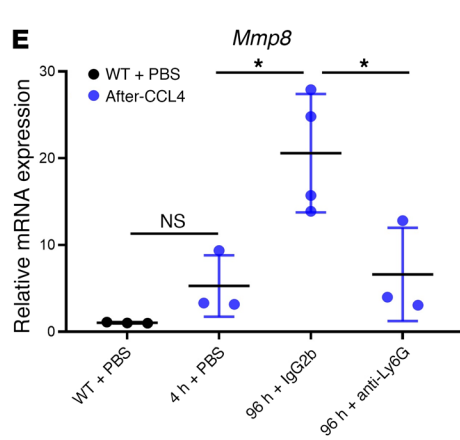 E
Mmp8
Relative mRNA expression
30
20
10
0
WT + PBS
After-CCL4
NS
*
*
WT + PBS
4 h + PBS
96 h + IgG2b
96 h + anti-Ly6G